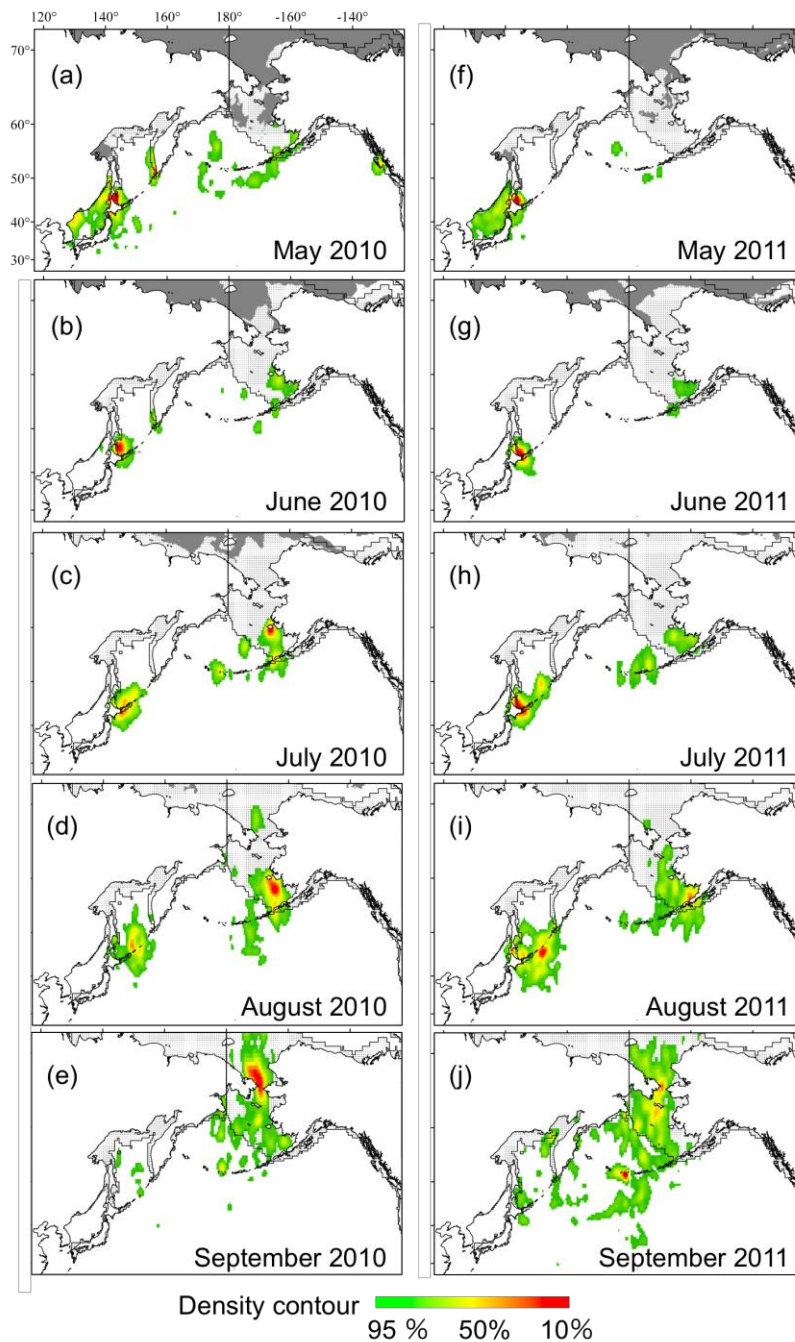 120° 140° 160° 180° -160° -140°
70°
60°
50°
40°
30°
(a)
May 2010
(f)
May 2011
(b)
June 2010
(g)
June 2011
(c)
July 2010
(h)
July 2011
(d)
August 2010
(i)
August 2011
(e)
September 2010
(j)
September 2011
Density contour
95 % 50% 10%